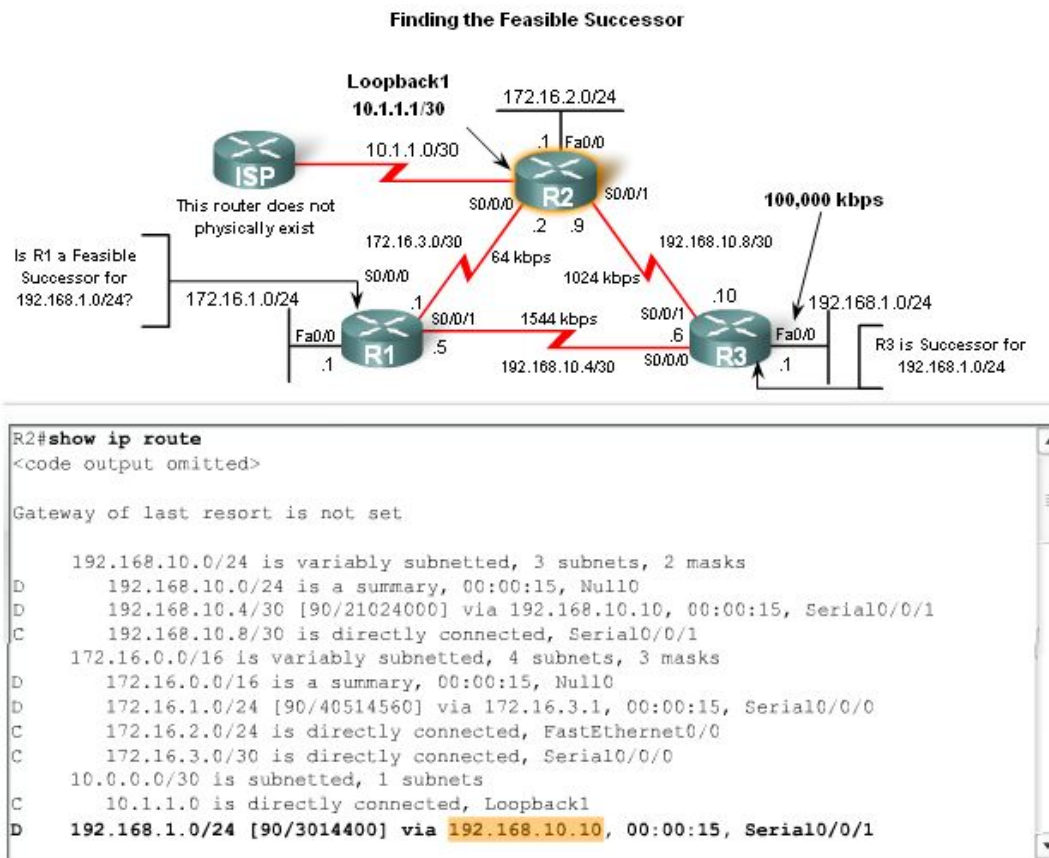 Finding the Feasible Successor
Loopback1
10.1.1.1/30
172.16.2.0/24
.1 Fa0/0
10.1.1.0/30
ISP
This router does not
physically exist
R2
S0/0/0
S0/0/1
.2 .9
100,000 kbps
172.16.3.0/30
64 kbps
192.168.10.8/30
1024 kbps
Is R1 a Feasible
Successor for
192.168.1.0/24?
S0/0/0
172.16.1.0/24
.1
S0/0/1
1544 kbps
.10
S0/0/1
192.168.1.0/24
Fa0/0
.1
R1
.5
192.168.10.4/30
.6
S0/0/0
R3
Fa0/0
.1
R3 is Successor for
192.168.1.0/24
R2#show ip route
<code output omitted>
Gateway of last resort is not set
192.168.10.0/24 is variably subnetted, 3 subnets, 2 masks
D 192.168.10.0/24 is a summary, 00:00:15, Null0
D 192.168.10.4/30 [90/21024000] via 192.168.10.10, 00:00:15, Serial0/0/1
C 192.168.10.8/30 is directly connected, Serial0/0/1
172.16.0.0/16 is variably subnetted, 4 subnets, 3 masks
D 172.16.0.0/16 is a summary, 00:00:15, Null0
D 172.16.1.0/24 [90/40514560] via 172.16.3.1, 00:00:15, Serial0/0/0
C 172.16.2.0/24 is directly connected, FastEthernet0/0
C 172.16.3.0/30 is directly connected, Serial0/0/0
10.0.0.0/30 is subnetted, 1 subnets
C 10.1.1.0 is directly connected, Loopback1
D 192.168.1.0/24 [90/3014400] via 192.168.10.10, 00:00:15, Serial0/0/1